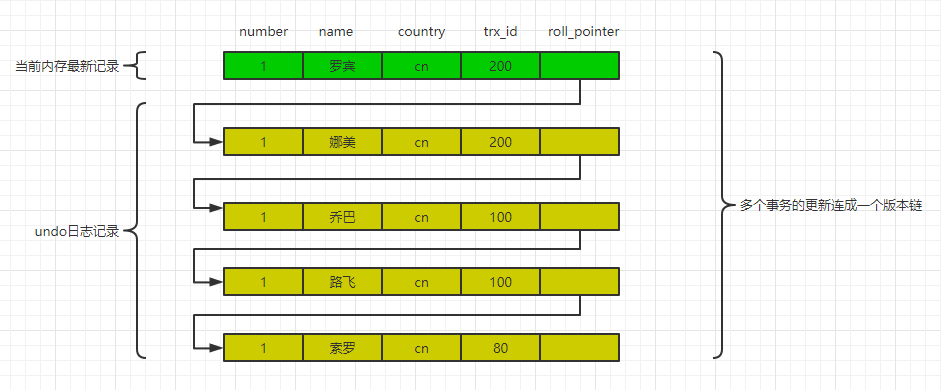 number name country trx_id roll_pointer
当前内存最新记录 1 罗宾 cn 200
1 娜美 cn 200
多个事务的更新连成一个版本链
1 乔巴 cn 100
undo日志记录
1 路飞 cn 100
1 索罗 cn 80